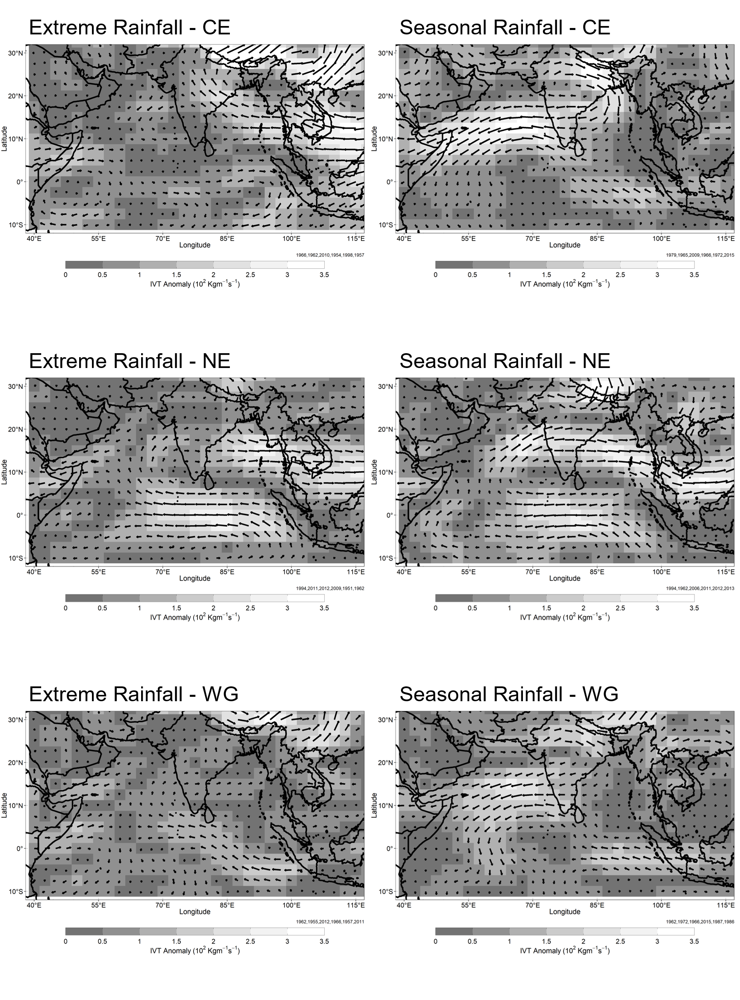 Extreme Rainfall - CE
Seasonal Rainfall - CE
30°N
20°N
10°N
0°
10°S
Latitude
40°E 55°E 70°E 85°E 100°E 115°E
Longitude
1966,1962,2010,1954,1998,1957
0 0.5 1 1.5 2 2.5 3 3.5
IVT Anomaly (10² Kgm⁻¹s⁻¹)
30°N
20°N
10°N
0°
10°S
Latitude
40°E 55°E 70°E 85°E 100°E 115°E
Longitude
1979,1965,2009,1966,1972,2015
0 0.5 1 1.5 2 2.5 3 3.5
IVT Anomaly (10² Kgm⁻¹s⁻¹)
Extreme Rainfall - NE
Seasonal Rainfall - NE
30°N
20°N
10°N
0°
10°S
Latitude
40°E 55°E 70°E 85°E 100°E 115°E
Longitude
1994,2011,2012,2009,1951,1962
0 0.5 1 1.5 2 2.5 3 3.5
IVT Anomaly (10² Kgm⁻¹s⁻¹)
30°N
20°N
10°N
0°
10°S
Latitude
40°E 55°E 70°E 85°E 100°E 115°E
Longitude
1994,1962,2006,2011,2012,2013
0 0.5 1 1.5 2 2.5 3 3.5
IVT Anomaly (10² Kgm⁻¹s⁻¹)
Extreme Rainfall - WG
Seasonal Rainfall - WG
30°N
20°N
10°N
0°
10°S
Latitude
40°E 55°E 70°E 85°E 100°E 115°E
Longitude
1962,1955,2012,1966,1957,2011
0 0.5 1 1.5 2 2.5 3 3.5
IVT Anomaly (10² Kgm⁻¹s⁻¹)
30°N
20°N
10°N
0°
10°S
Latitude
40°E 55°E 70°E 85°E 100°E 115°E
Longitude
1962,1972,1966,2015,1987,1986
0 0.5 1 1.5 2 2.5 3 3.5
IVT Anomaly (10² Kgm⁻¹s⁻¹)